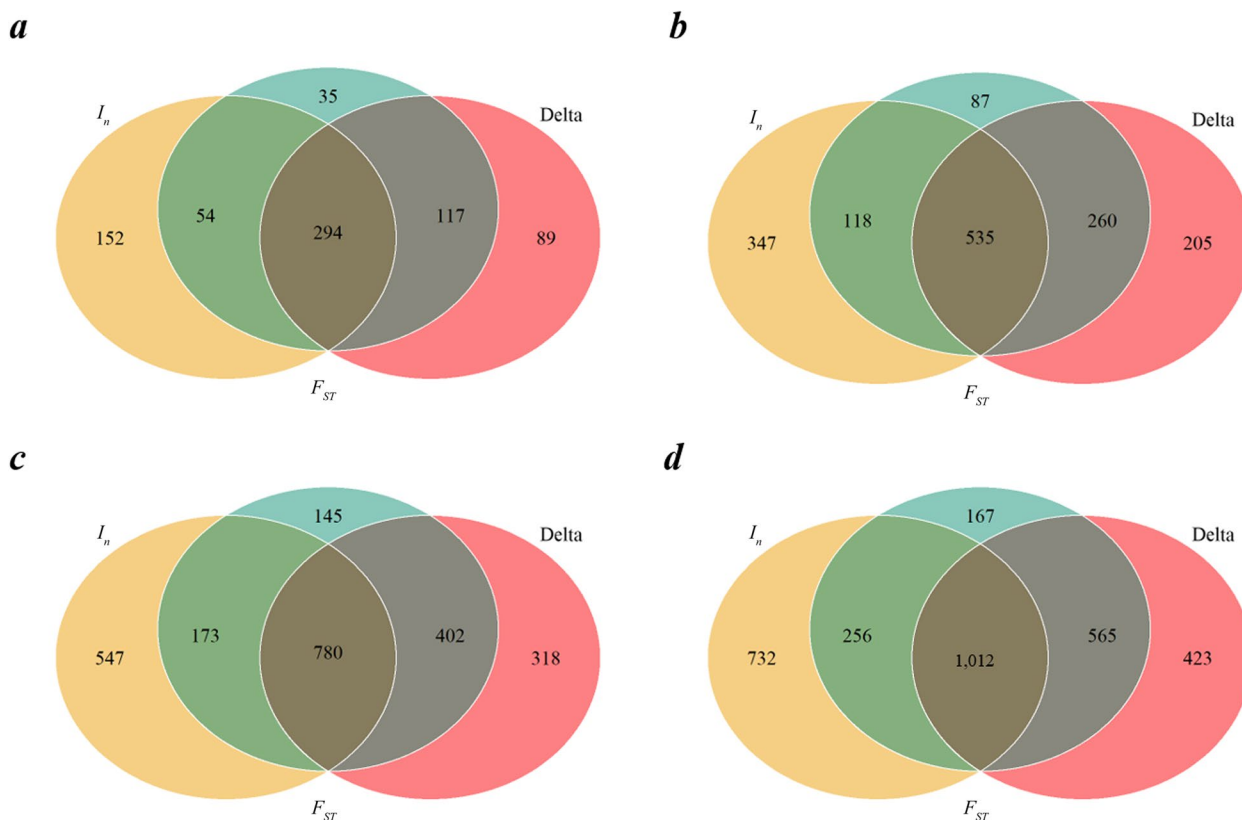 a
b
35
87
I_n
Delta
I_n
Delta
54
117
118
260
152
294
89
347
535
205
F_ST
F_ST
c
d
145
167
I_n
Delta
I_n
Delta
173
402
256
565
547
780
318
732
1,012
423
F_ST
F_ST